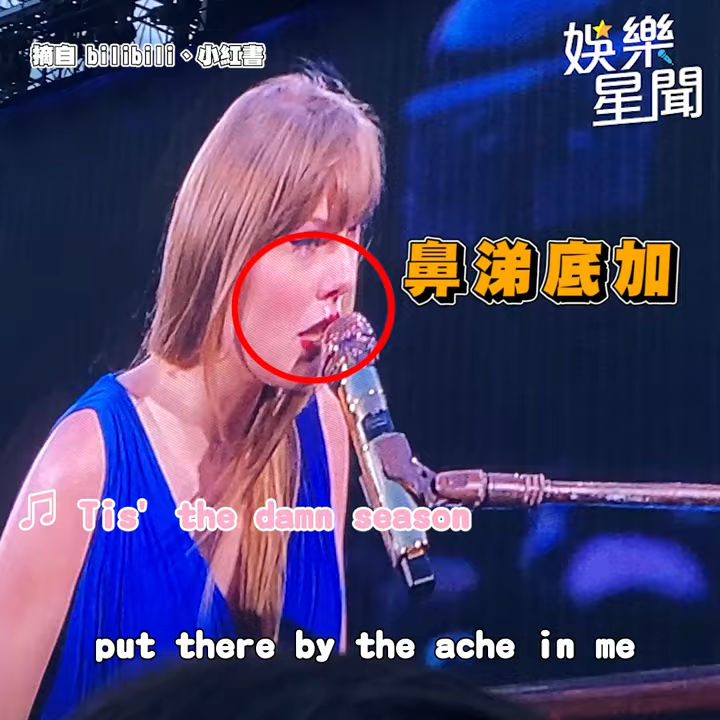 摘自 bilibili、小红書
娛樂
星聞
鼻涕底加
♫ Tis' the damn season
put there by the ache in me